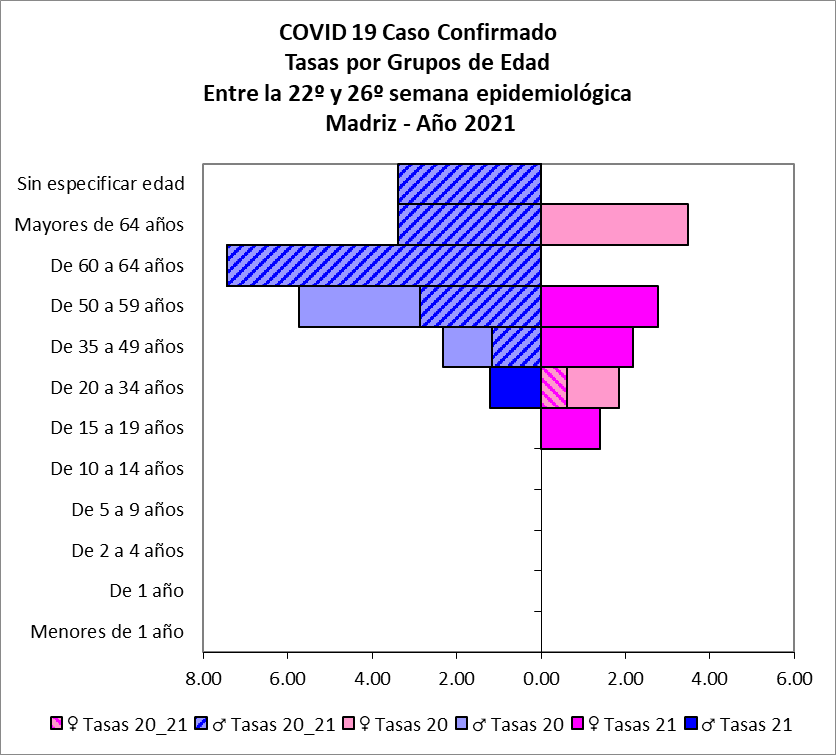 COVID 19 Caso Confirmado
Tasas por Grupos de Edad
Entre la 22º y 26º semana epidemiológica
Madriz - Año 2021
Sin especificar edad
Mayores de 64 años
De 60 a 64 años
De 50 a 59 años
De 35 a 49 años
De 20 a 34 años
De 15 a 19 años
De 10 a 14 años
De 5 a 9 años
De 2 a 4 años
De 1 año
Menores de 1 año
8.00 6.00 4.00 2.00 0.00 2.00 4.00 6.00
♀ Tasas 20_21 ♂ Tasas 20_21 ♀ Tasas 20 ♂ Tasas 20 ♀ Tasas 21 ♂ Tasas 21